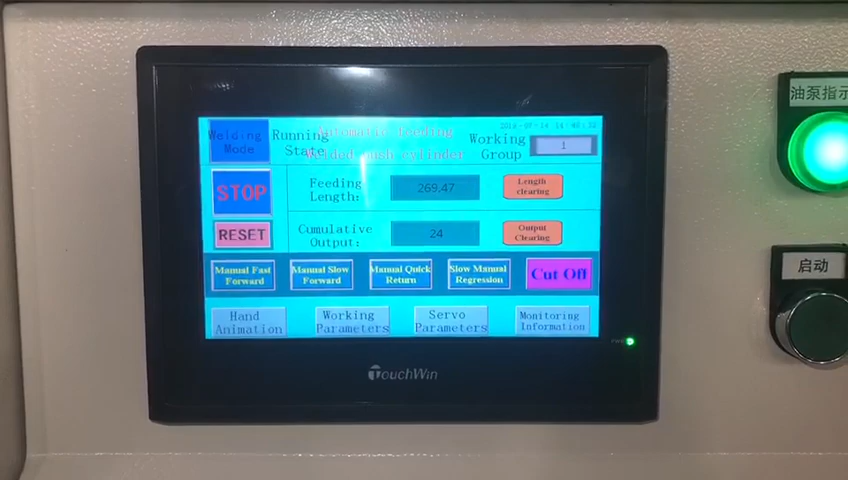 Welding Mode
Running State
Automatic feeding
Welded mesh cylinder
Working Group
1
STOP
Feeding Length:
269.47
Length clearing
RESET
Cumulative Output:
24
Output Clearing
Manual Fast Forward
Manual Slow Forward
Manual Quick Return
Slow Manual Regression
Cut Off
Hand Animation
Working Parameters
Servo Parameters
Monitoring Information
TouchWin
油泵指示
启动